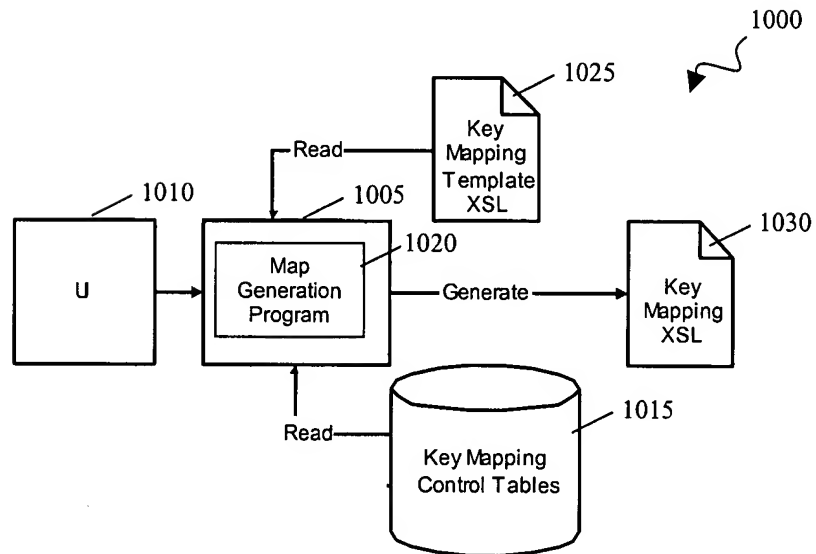 1000
1025
Key
Mapping
Template
XSL
Read
1010
1005
1030
1020
U
Map
Generation
Program
Generate
Key
Mapping
XSL
1015
Read
Key Mapping
Control Tables